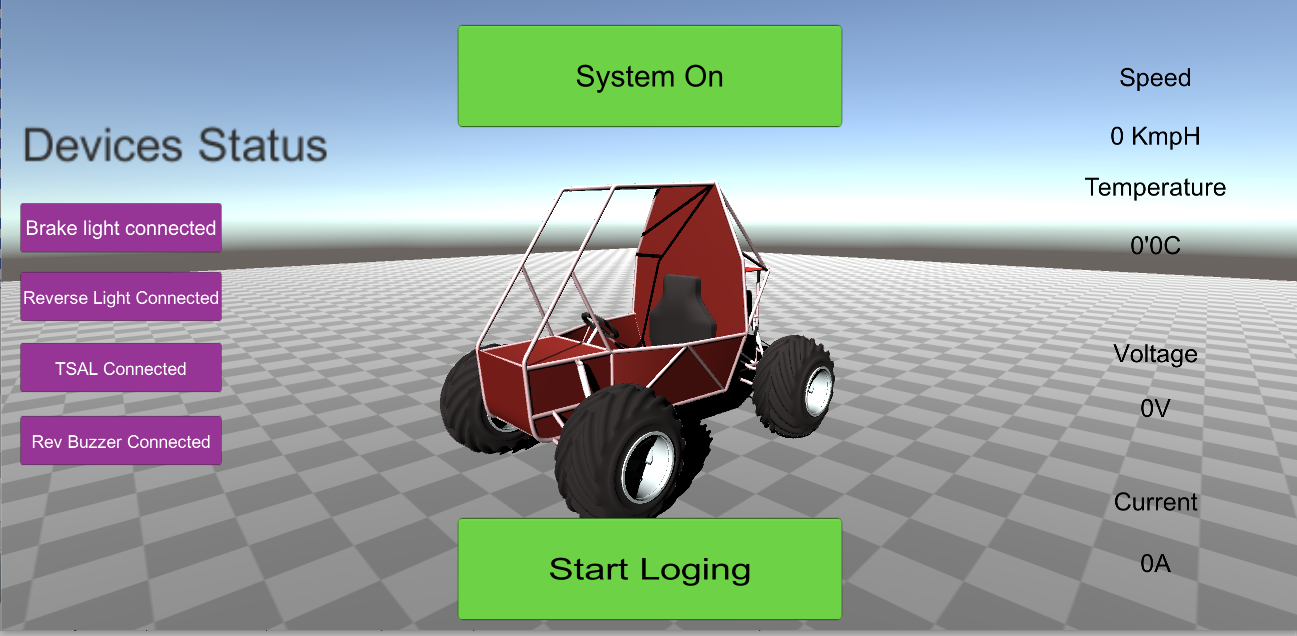 System On
Devices Status
Brake light connected
Reverse Light Connected
TSAL Connected
Rev Buzzer Connected
Speed
0 KmpH
Temperature
0'0C
Voltage
0V
Current
0A
Start Loging